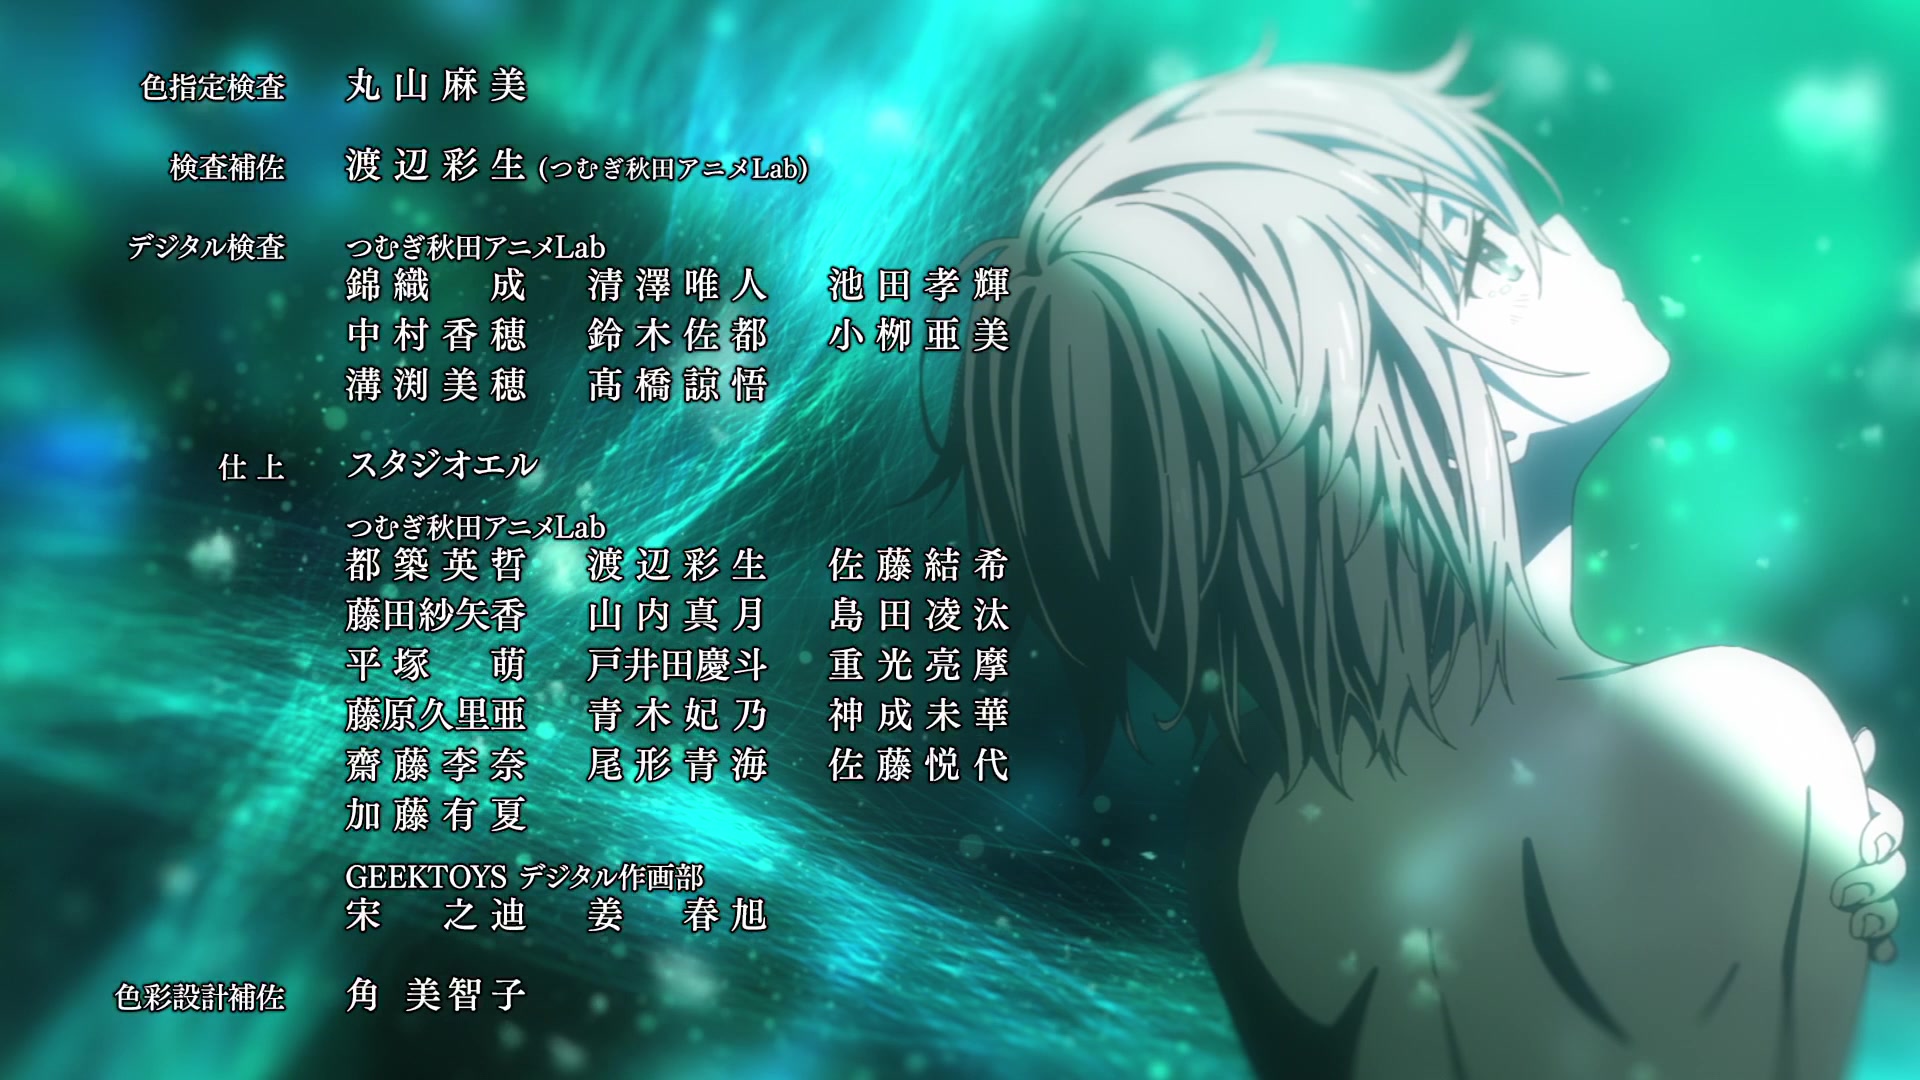 色指定検査 丸山麻美
検査補佐 渡辺彩生 (つむぎ秋田アニメLab)
デジタル検査 つむぎ秋田アニメLab
錦織 成 清澤唯人 池田孝輝
中村香穂 鈴木佐都 小栁亜美
溝渕美穂 髙橋諒悟
仕上 スタジオエル
つむぎ秋田アニメLab
都築英哲 渡辺彩生 佐藤結希
藤田紗矢香 山内真月 島田凌汰
平塚 萌 戸井田慶斗 重光亮摩
藤原久里亜 青木妃乃 神成未華
齋藤李奈 尾形青海 佐藤悦代
加藤有夏
GEEKTOYS デジタル作画部
宋 之迪 姜 春旭
色彩設計補佐 角 美智子